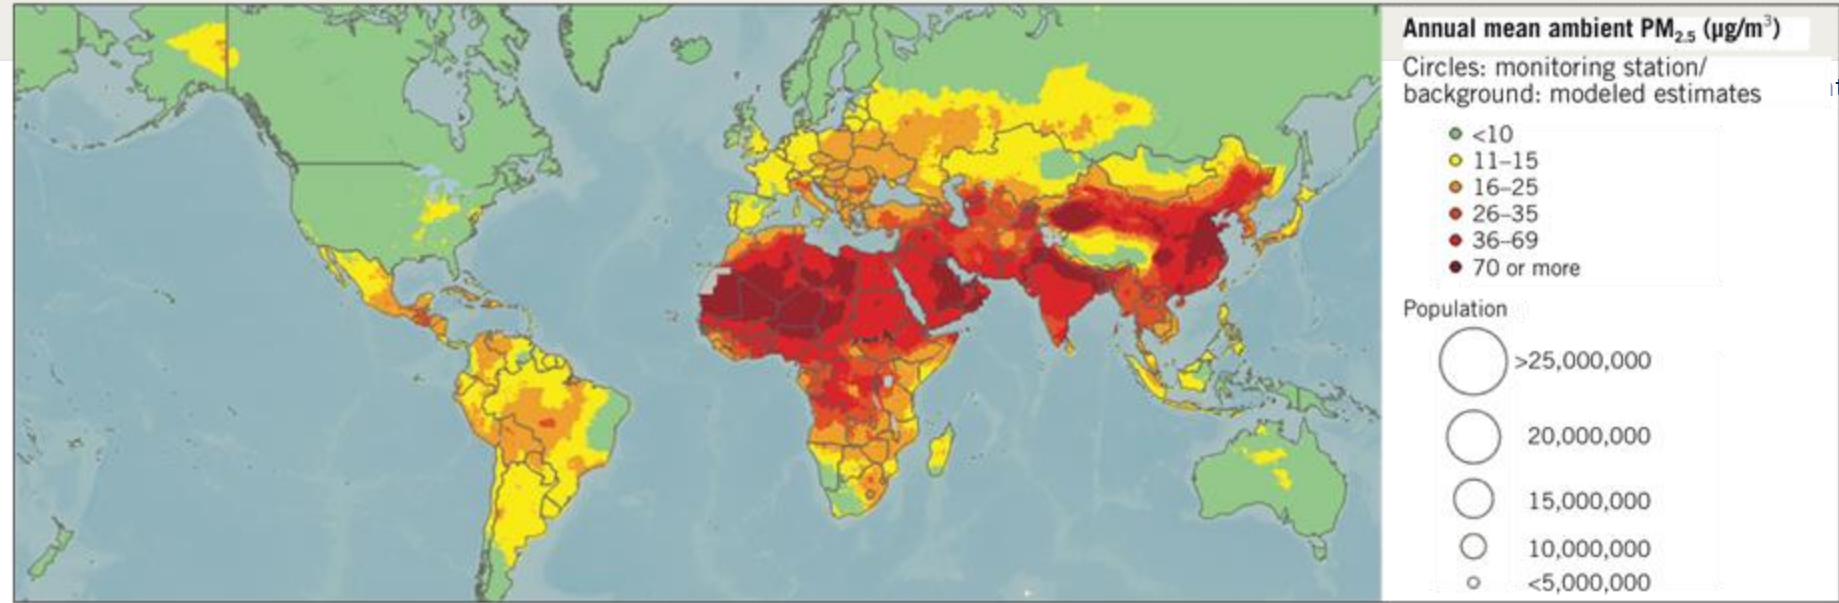 Annual mean ambient PM2.5 (µg/m³)
Circles: monitoring station/
background: modeled estimates
<10
11–15
16–25
26–35
36–69
70 or more
Population
>25,000,000
20,000,000
15,000,000
10,000,000
<5,000,000